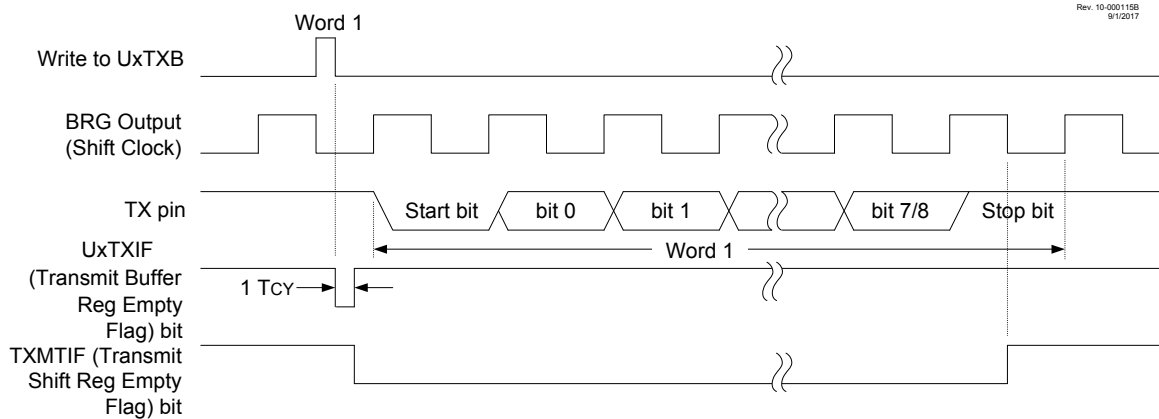 Rev. 10-000115B
9/1/2017
Word 1
Write to UxTXB
BRG Output
(Shift Clock)
TX pin
Start bit
bit 0
bit 1
bit 7/8
Stop bit
Word 1
UxTXIF
(Transmit Buffer
Reg Empty
Flag) bit
1 TCY
TXMTIF (Transmit
Shift Reg Empty
Flag) bit